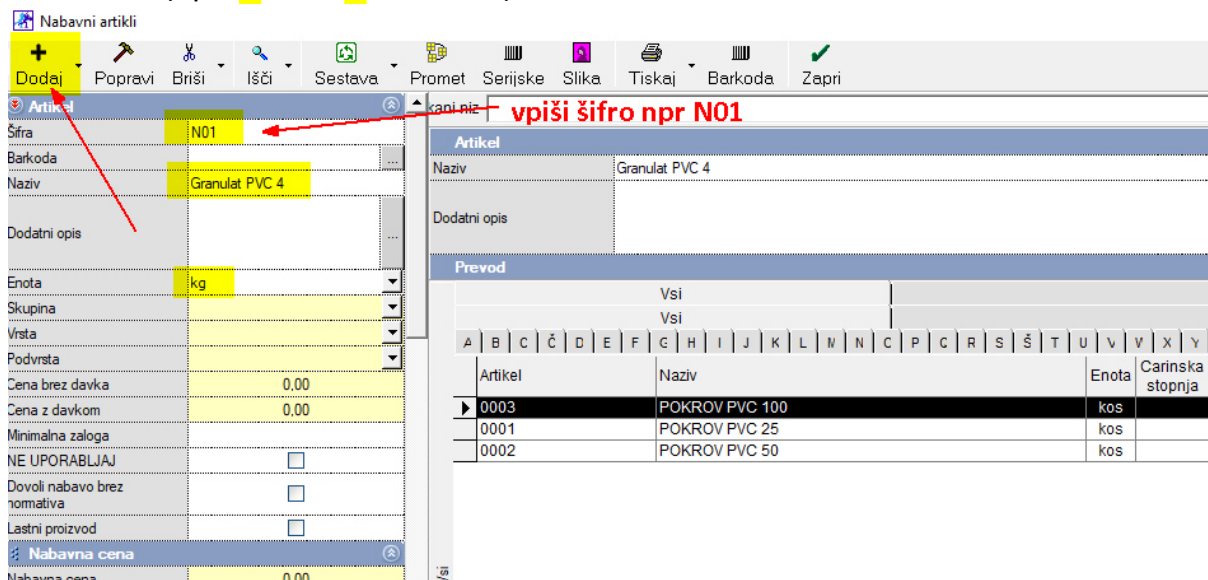 Nabavni artikli
Dodaj Popravi Briši Išči Sestava Promet Serijske Slika Tiskaj Barkoda Zapri
Artikel
vpiši šifro npr N01
Šifra N01
Barkoda ...
Naziv Granulat PVC 4
Dodatni opis ...
Enota kg
Skupina
Vrsta
Podvrsta
Cena brez davka 0,00
Cena z davkom 0,00
Minimalna zaloga
NE UPORABLJAJ
Dovoli nabavo brez
normativa
Lastni proizvod
Nabavna cena
Nabavna cena 0,00
Artikel
Naziv Granulat PVC 4
Dodatni opis
Prevod
Vsi
Vsi
A B C Č D E F G H I J K L M N C P C R S Š T U V V X Y
Artikel Naziv Enota Carinska
stopnja
0003 POKROV PVC 100 kos
0001 POKROV PVC 25 kos
0002 POKROV PVC 50 kos